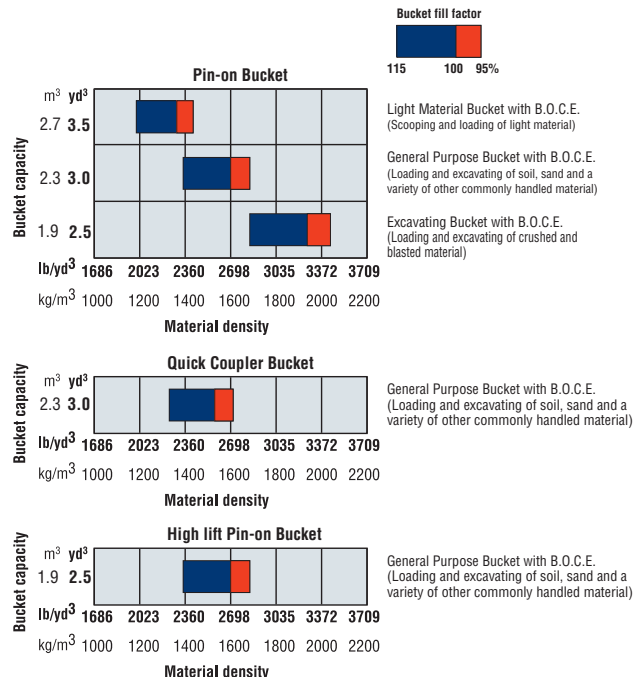 Bucket fill factor
115 100 95%
Pin-on Bucket
m³ yd³
Bucket capacity
2.7 3.5
Light Material Bucket with B.O.C.E.
(Scooping and loading of light material)
2.3 3.0
General Purpose Bucket with B.O.C.E.
(Loading and excavating of soil, sand and a
variety of other commonly handled material)
1.9 2.5
Excavating Bucket with B.O.C.E.
(Loading and excavating of crushed and
blasted material)
lb/yd³ 1686 2023 2360 2698 3035 3372 3709
kg/m³ 1000 1200 1400 1600 1800 2000 2200
Material density
Quick Coupler Bucket
m³ yd³
Bucket capacity
2.3 3.0
General Purpose Bucket with B.O.C.E.
(Loading and excavating of soil, sand and a
variety of other commonly handled material)
lb/yd³ 1686 2023 2360 2698 3035 3372 3709
kg/m³ 1000 1200 1400 1600 1800 2000 2200
Material density
High lift Pin-on Bucket
m³ yd³
Bucket capacity
1.9 2.5
General Purpose Bucket with B.O.C.E.
(Loading and excavating of soil, sand and a
variety of other commonly handled material)
lb/yd³ 1686 2023 2360 2698 3035 3372 3709
kg/m³ 1000 1200 1400 1600 1800 2000 2200
Material density